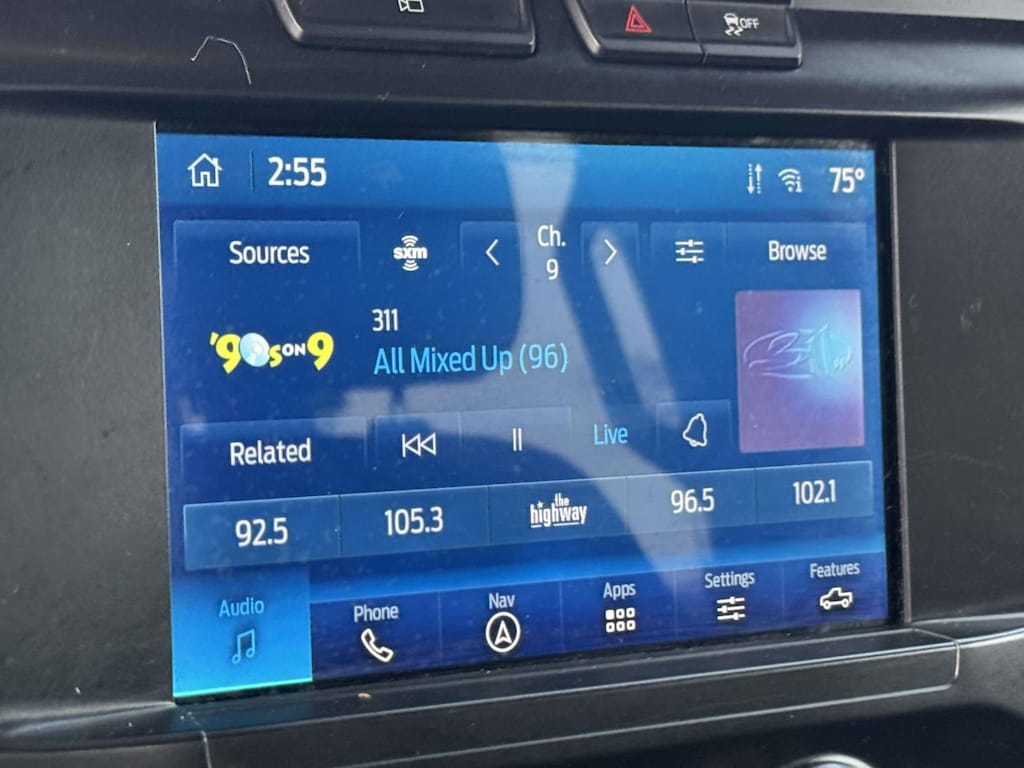 OFF
2:55
75°
Sources
sxm
Ch.
9
Browse
'90s ON 9
311
All Mixed Up (96)
311
Related
Live
92.5
105.3
the
highway
96.5
102.1
Audio
Phone
Nav
Apps
Settings
Features